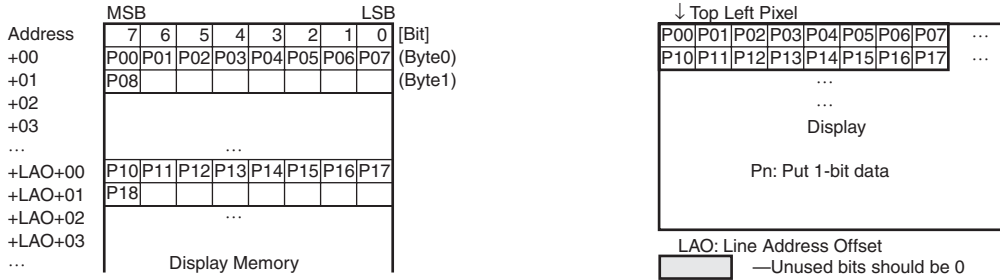 MSB LSB
Address 7 6 5 4 3 2 1 0 [Bit]
+00 P00 P01 P02 P03 P04 P05 P06 P07 (Byte0)
+01 P08 (Byte1)
+02
+03
… …
+LAO+00 P10 P11 P12 P13 P14 P15 P16 P17
+LAO+01 P18
+LAO+02 …
+LAO+03
… Display Memory
↓ Top Left Pixel
P00 P01 P02 P03 P04 P05 P06 P07 …
P10 P11 P12 P13 P14 P15 P16 P17 …
…
…
Display
Pn: Put 1-bit data
LAO: Line Address Offset
—Unused bits should be 0